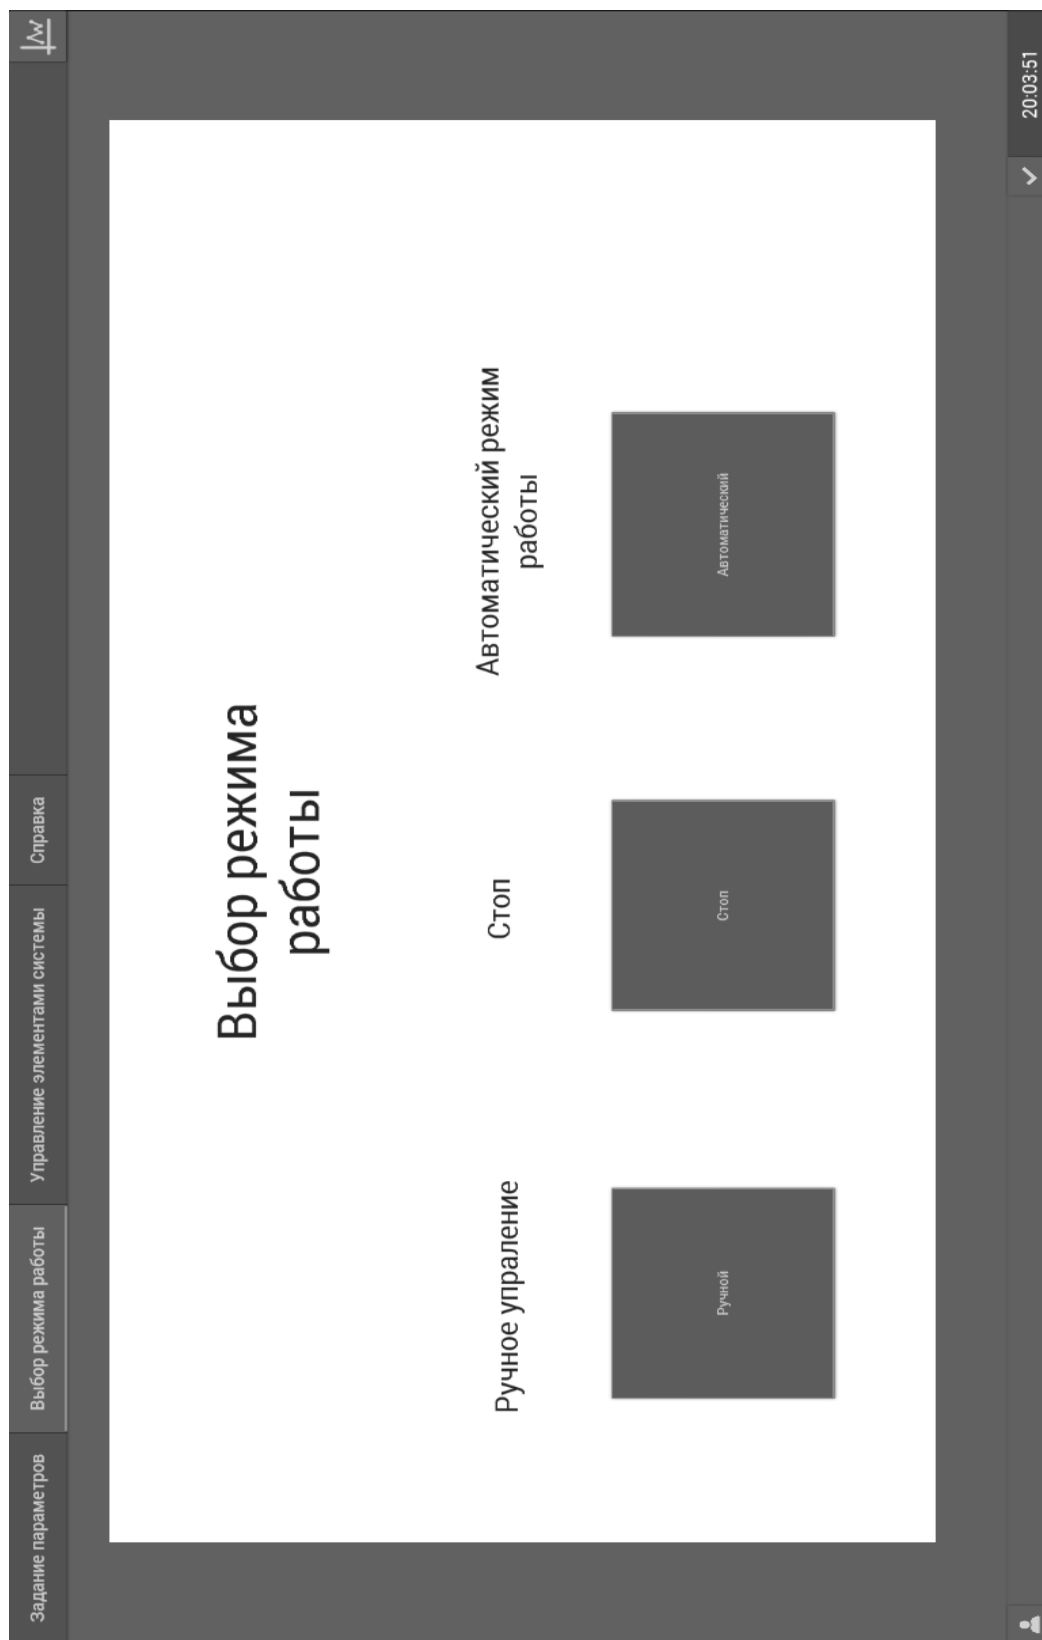 Задание параметров
Выбор режима работы
Управление элементами системы
Справка
Выбор режима
работы
Ручное упраление
Стоп
Автоматический режим
работы
Ручной
Стоп
Автоматический
20:03:51